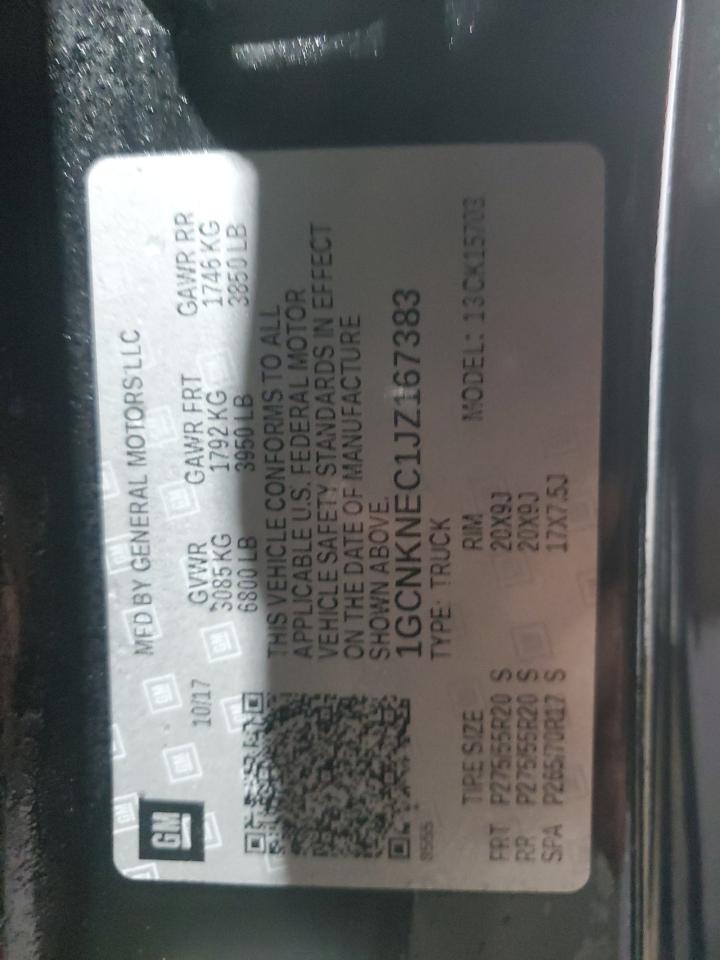 GM
MFD BY GENERAL MOTORS LLC
10/17
GVWR GAWR FRT GAWR RR
3085 KG 1792 KG 1746 KG
6800 LB 3950 LB 3850 LB
THIS VEHICLE CONFORMS TO ALL
APPLICABLE U.S. FEDERAL MOTOR
VEHICLE SAFETY STANDARDS IN EFFECT
ON THE DATE OF MANUFACTURE
SHOWN ABOVE.
1GCNKNEC1JZ167383
TYPE: TRUCK
MODEL: 13CK15703
TIRE SIZE RIM
FRT P275/55R20 S 20X9J
RR P275/55R20 S 20X9J
SPA P265/70R17 S 17X7.5J